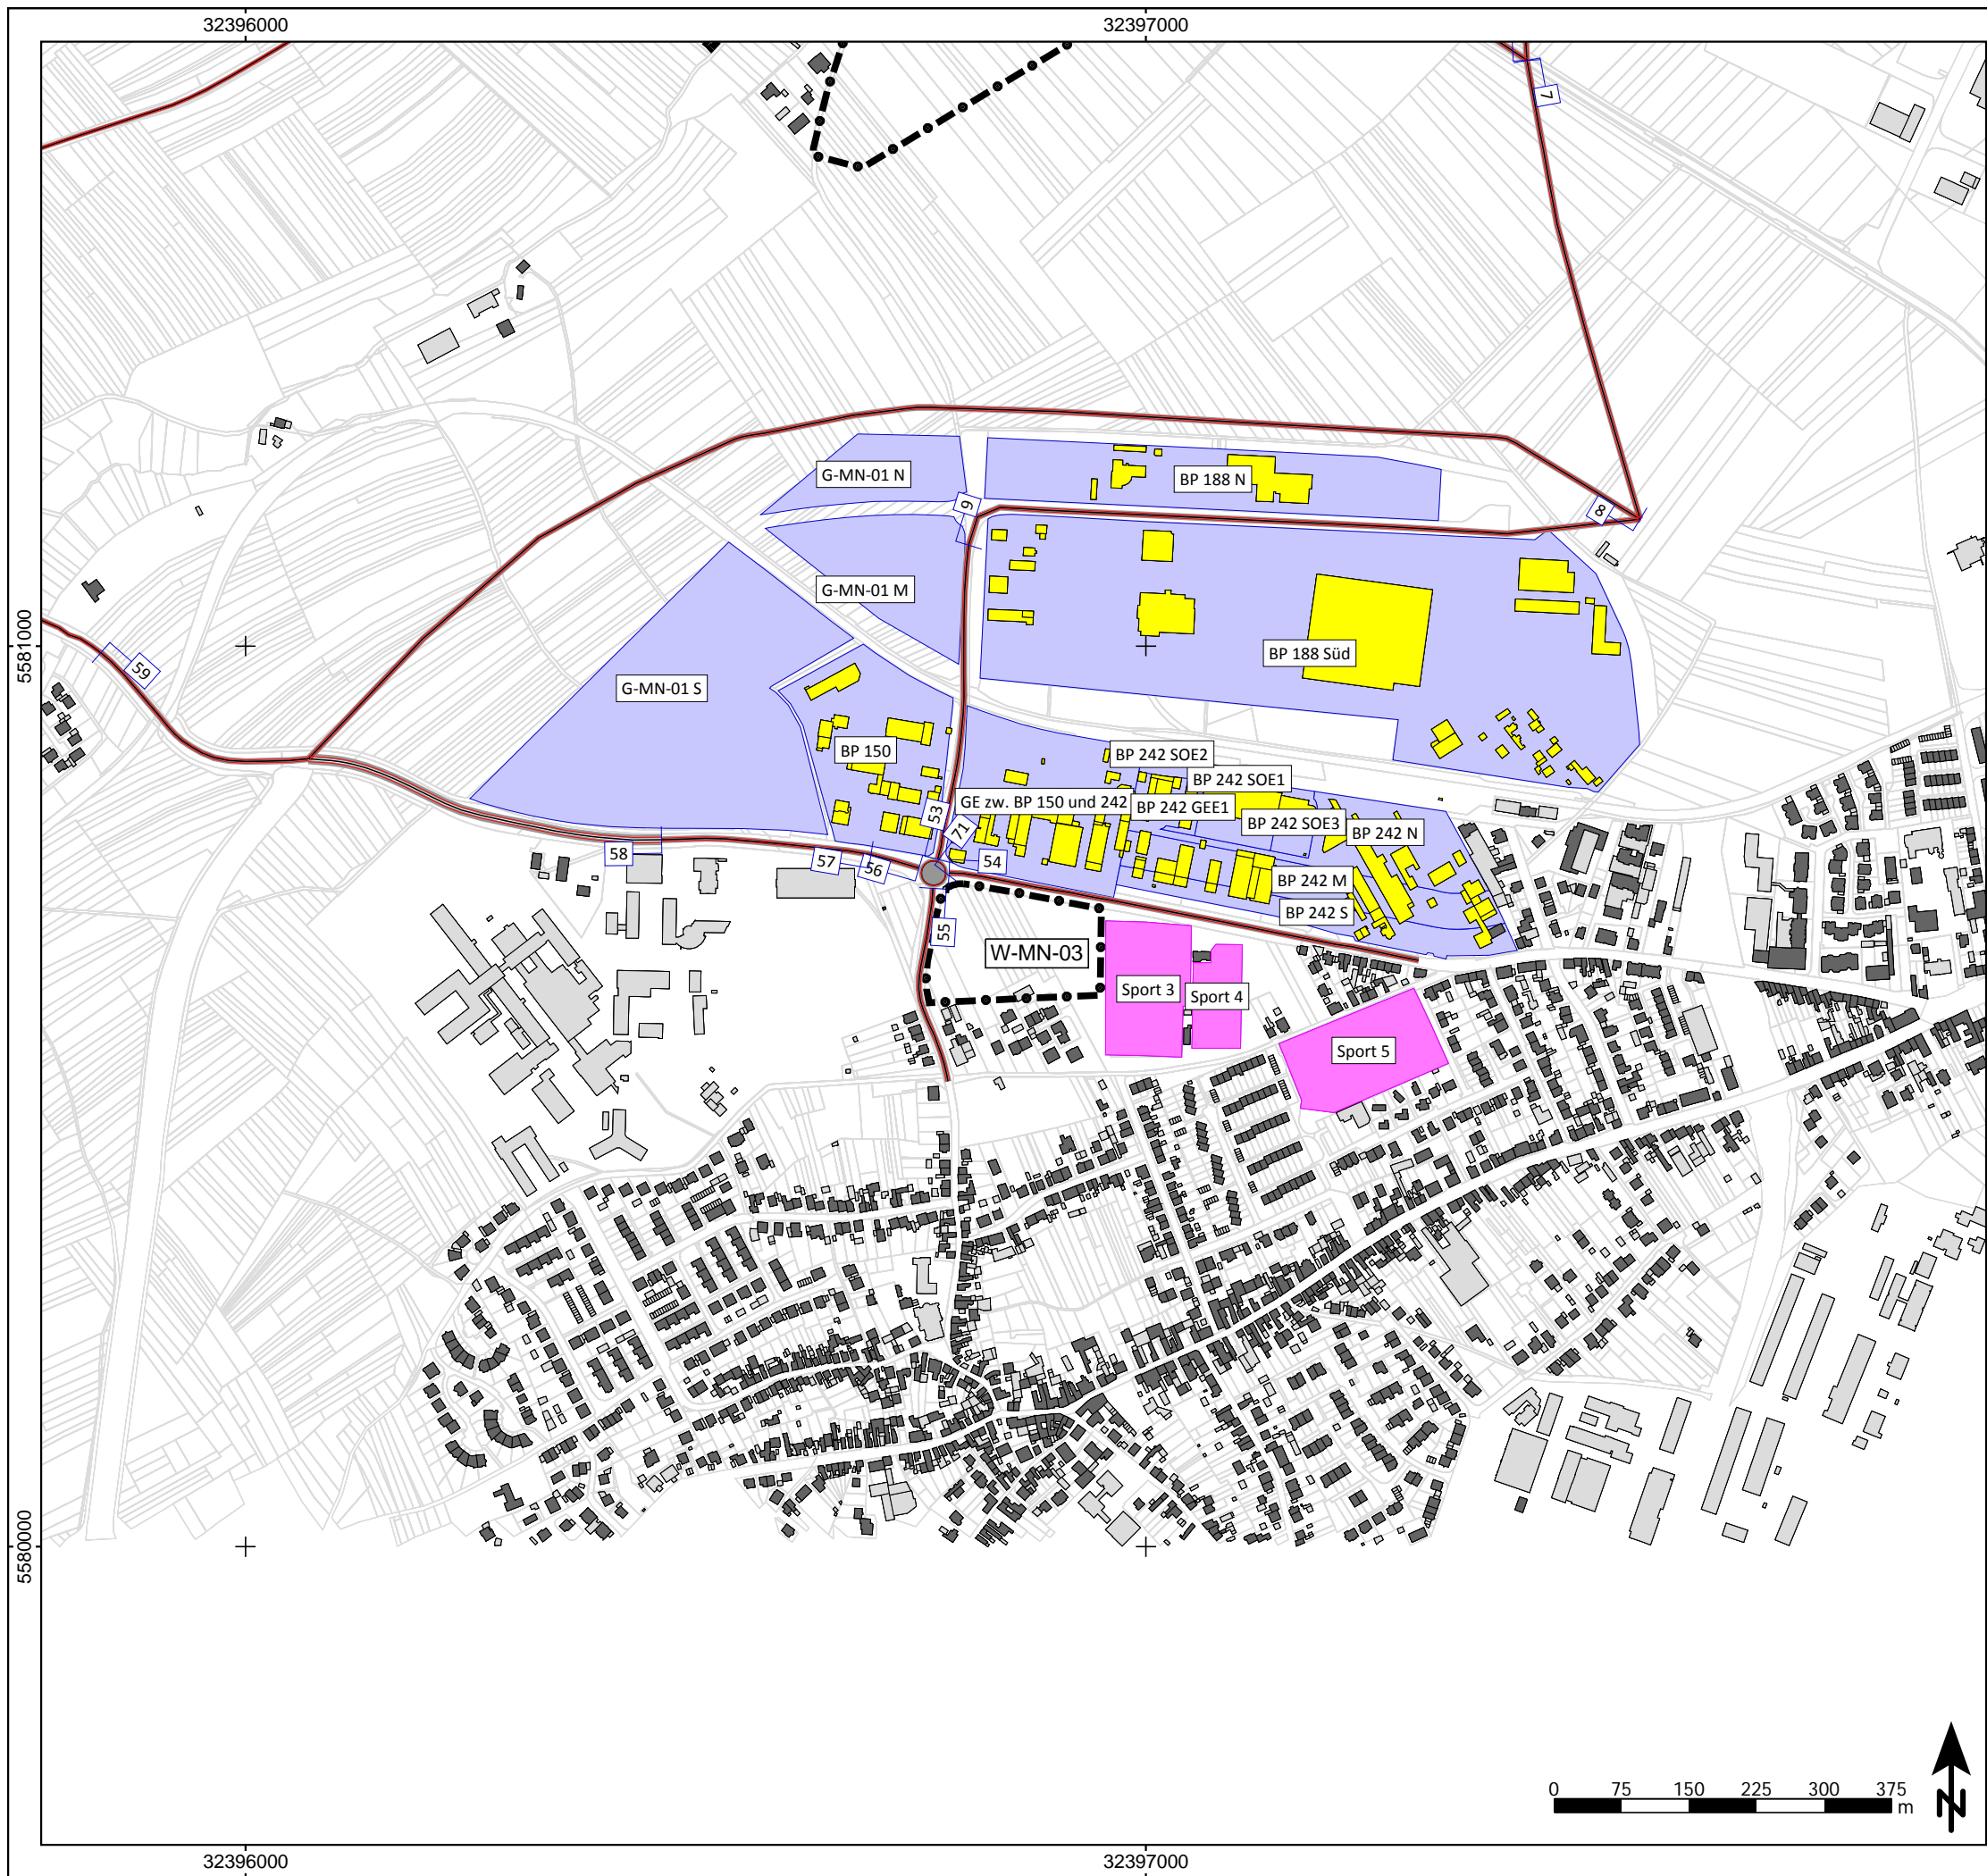 32396000 32397000
7
G-MN-01 N
BP 188 N
9
8
G-MN-01 M
5581000
BP 188 Süd
59
G-MN-01 S
BP 150
BP 242 SOE2
BP 242 SOE1
GE zw. BP 150 und 242
BP 242 GEE1
53
71
BP 242 SOE3
BP 242 N
58
57
56
54
BP 242 M
BP 242 S
55
W-MN-03
Sport 3
Sport 4
Sport 5
5580000
0 75 150 225 300 375
m
N
32396000 32397000